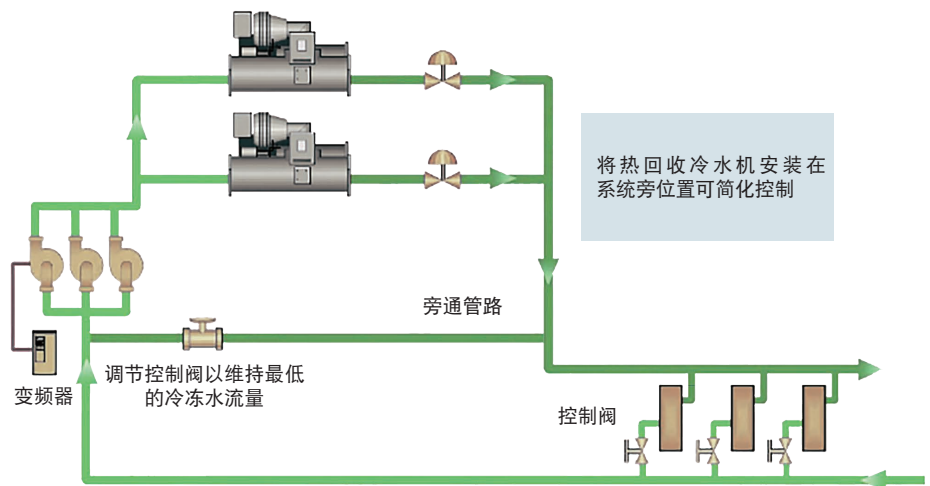 将热回收冷水机安装在
系统旁位置可简化控制
旁通管路
变频器
调节控制阀以维持最低
的冷冻水流量
控制阀